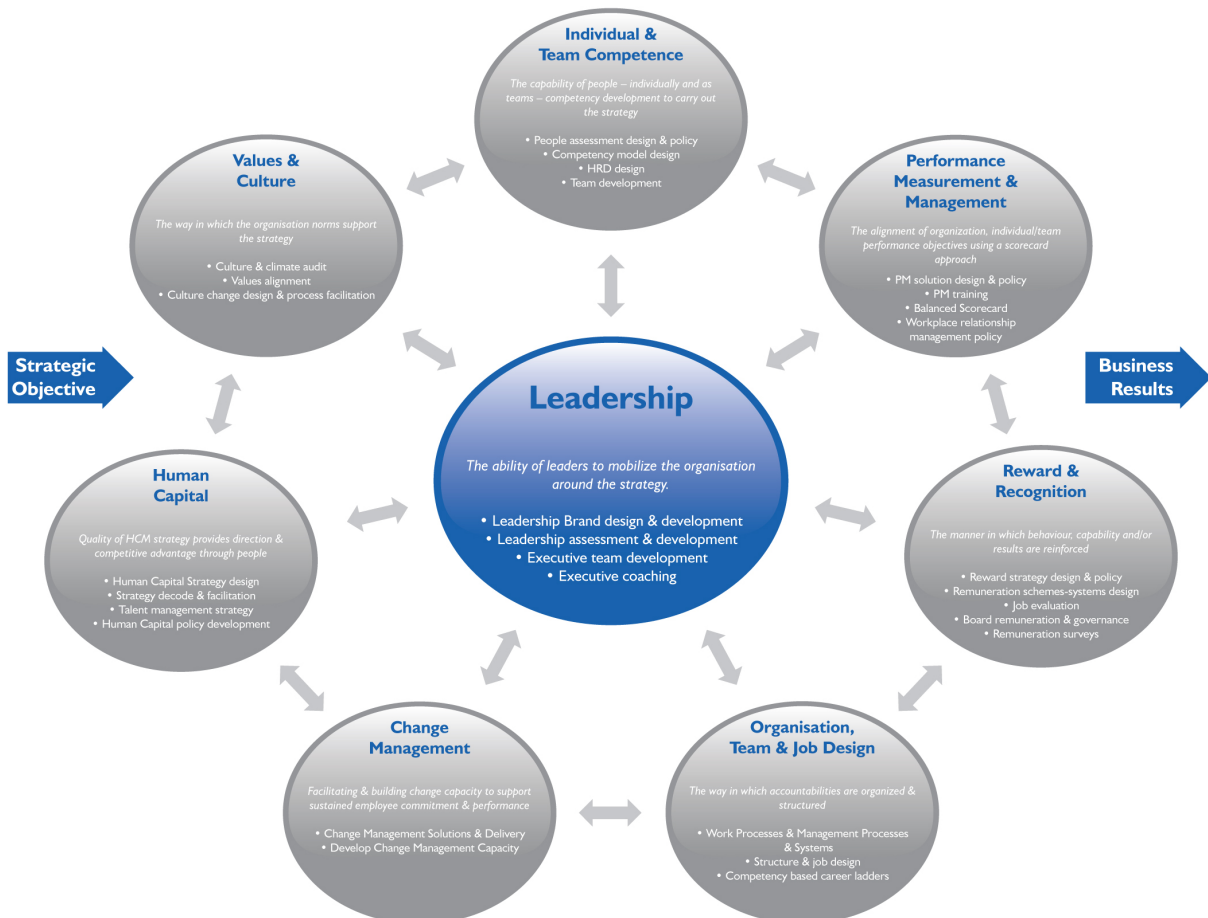 Individual &
Team Competence
The capability of people – individually and as
teams – competency development to carry out
the strategy
• People assessment design & policy
• Competency model design
• HRD design
• Team development
Values &
Culture
The way in which the organisation norms support
the strategy
• Culture & climate audit
• Values alignment
• Culture change design & process facilitation
Performance
Measurement &
Management
The alignment of organization, individual/team
performance objectives using a scorecard
approach
• PM solution design & policy
• PM training
• Balanced Scorecard
• Workplace relationship
management policy
Strategic
Objective
Leadership
The ability of leaders to mobilize the organisation
around the strategy.
• Leadership Brand design & development
• Leadership assessment & development
• Executive team development
• Executive coaching
Business
Results
Human
Capital
Quality of HCM strategy provides direction &
competitive advantage through people
• Human Capital Strategy design
• Strategy decode & facilitation
• Talent management strategy
• Human Capital policy development
Reward &
Recognition
The manner in which behaviour, capability and/or
results are reinforced
• Reward strategy design & policy
• Remuneration schemes-systems design
• Job evaluation
• Board remuneration & governance
• Remuneration surveys
Change
Management
Facilitating & building change capacity to support
sustained employee commitment & performance
• Change Management Solutions & Delivery
• Develop Change Management Capacity
Organisation,
Team & Job Design
The way in which accountabilities are organized &
structured
• Work Processes & Management Processes
& Systems
• Structure & job design
• Competency based career ladders